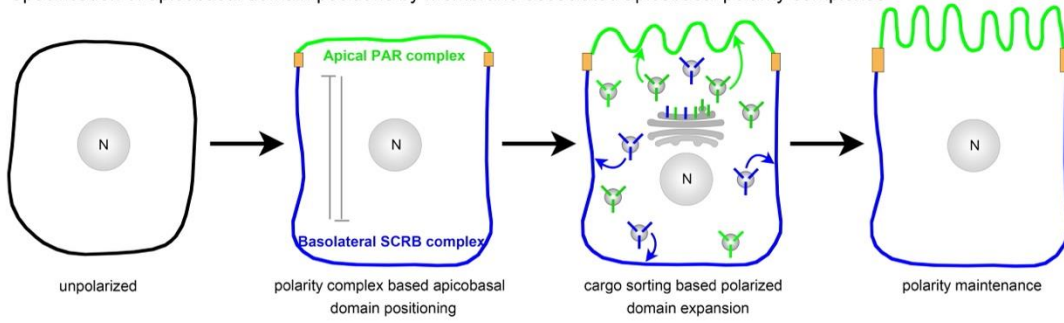 N
Apical PAR complex
N
Basolateral SCRB complex
N
N
unpolarized
polarity complex based apicobasal
domain positioning
cargo sorting based polarized
domain expansion
polarity maintenance